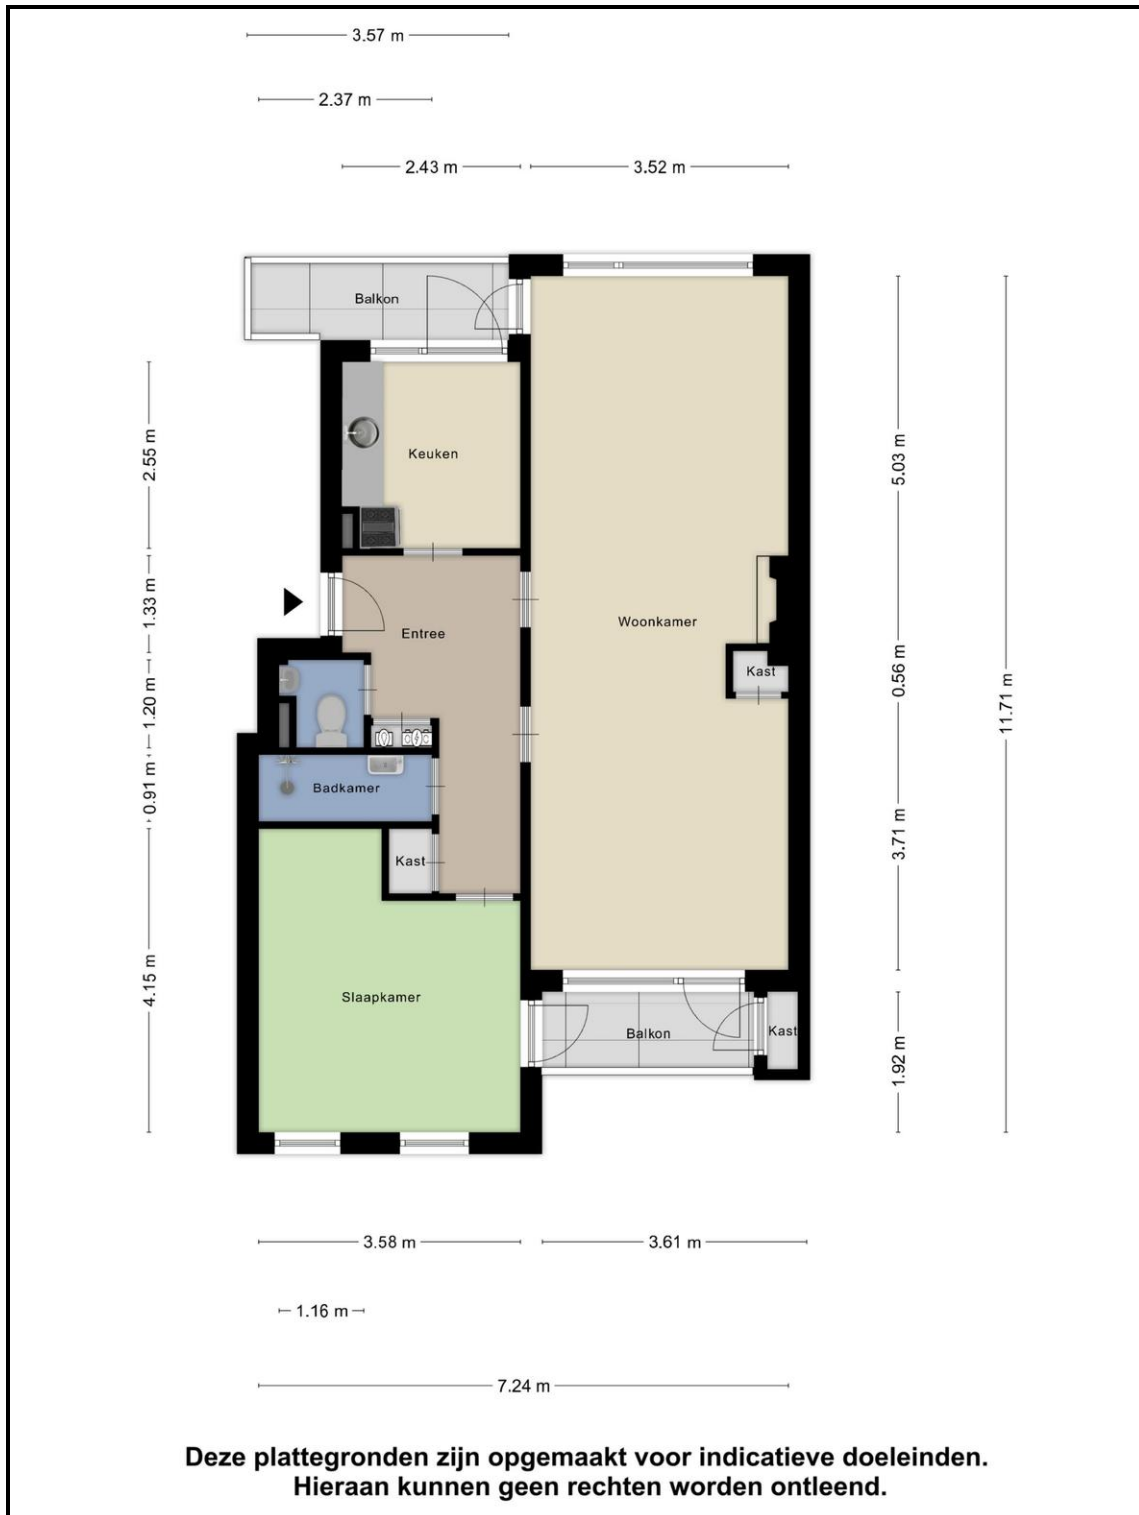 3.57 m
2.37 m
2.43 m
3.52 m
Balkon
Keuken
2.55 m
5.03 m
1.33 m
Entree
Woonkamer
Kast
0.56 m
1.20 m
11.71 m
0.91 m
Badkamer
Kast
3.71 m
4.15 m
Slaapkamer
Balkon
Kast
1.92 m
3.58 m
3.61 m
1.16 m
7.24 m
Deze plattegronden zijn opgemaakt voor indicatieve doeleinden.
Hieraan kunnen geen rechten worden ontleend.